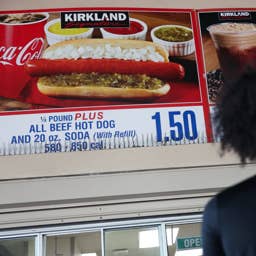 KIRKLAND
Coca-Cola
¼ POUND PLUS
ALL BEEF HOT DOG
AND 20 oz. SODA (With Refill)
580 - 850 cal.
1.50
KIRKLAND
OPEN